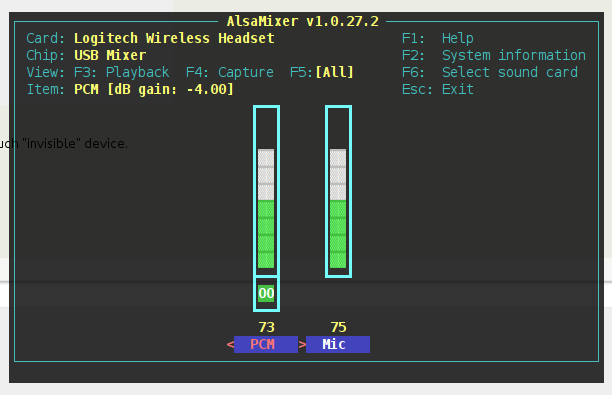 AlsaMixer v1.0.27.2
Card: Logitech Wireless Headset F1: Help
Chip: USB Mixer F2: System information
View: F3: Playback F4: Capture F5:[All] F6: Select sound card
Item: PCM [dB gain: -4.00] Esc: Exit
uch "invisible" device.
OO
73 75
< PCM > Mic